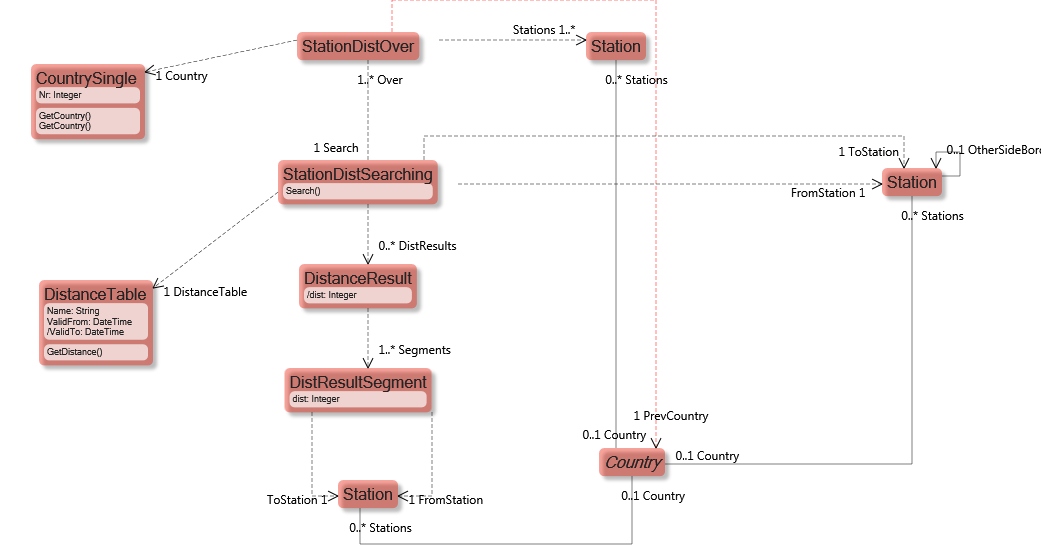 Stations 1..*
StationDistOver
Station
CountrySingle
Nr: Integer
GetCountry()
GetCountry()
1 Country
1..* Over
0..* Stations
1 Search
1 ToStation
0..1 OtherSideBord
StationDistSearching
Search()
FromStation 1
Station
0..* Stations
0..* DistResults
DistanceResult
/dist: Integer
DistanceTable
Name: String
ValidFrom: DateTime
/ValidTo: DateTime
GetDistance()
1 DistanceTable
1..* Segments
DistResultSegment
dist: Integer
1 PrevCountry
0..1 Country
Country
0..1 Country
0..1 Country
ToStation 1
Station
1 FromStation
0..* Stations